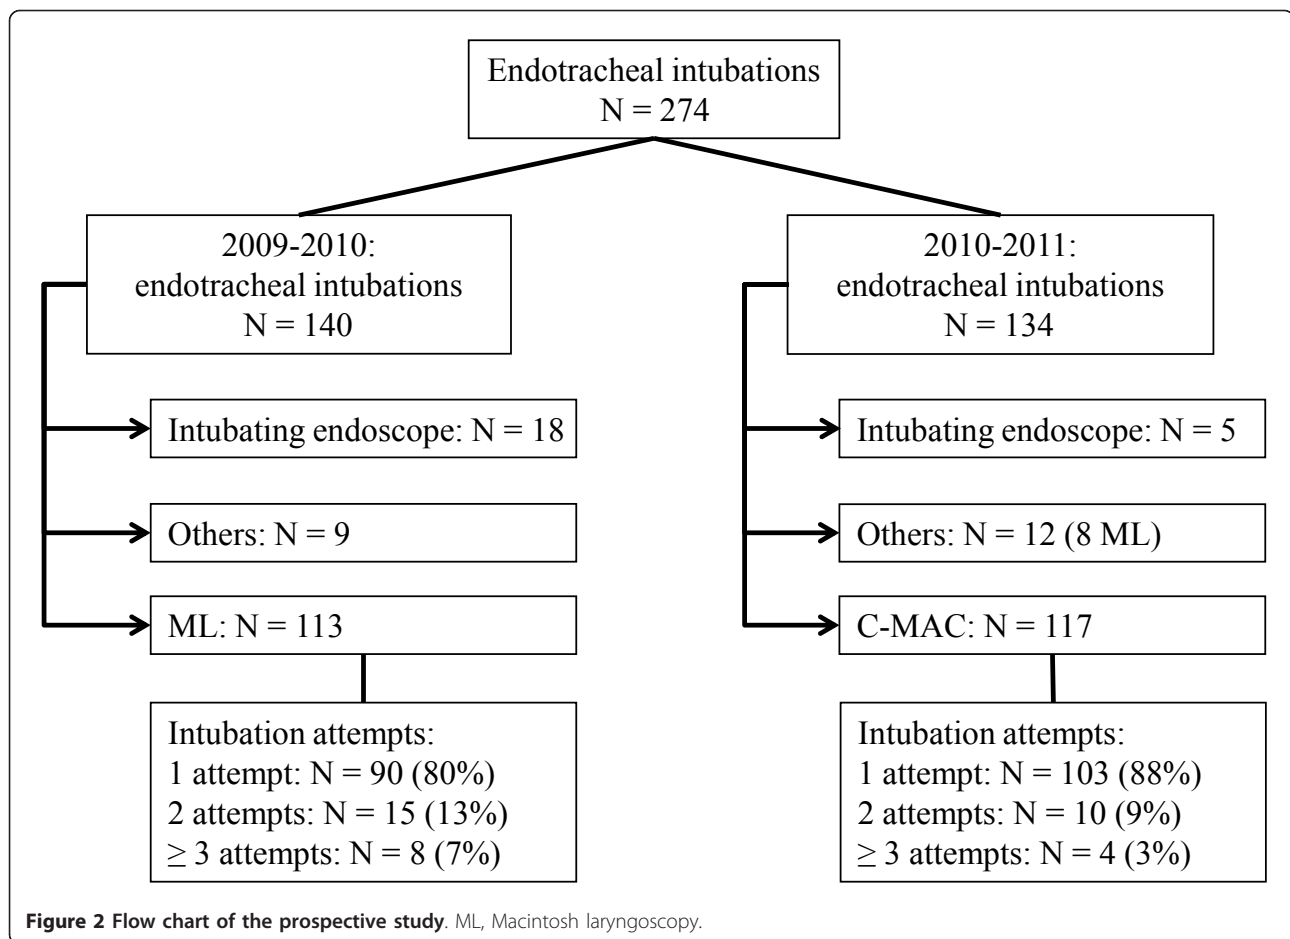 Endotracheal intubations
N = 274
2009-2010:
endotracheal intubations
N = 140
Intubating endoscope: N = 18
Others: N = 9
ML: N = 113
Intubation attempts:
1 attempt: N = 90 (80%)
2 attempts: N = 15 (13%)
≥ 3 attempts: N = 8 (7%)
2010-2011:
endotracheal intubations
N = 134
Intubating endoscope: N = 5
Others: N = 12 (8 ML)
C-MAC: N = 117
Intubation attempts:
1 attempt: N = 103 (88%)
2 attempts: N = 10 (9%)
≥ 3 attempts: N = 4 (3%)
Figure 2 Flow chart of the prospective study. ML, Macintosh laryngoscopy.